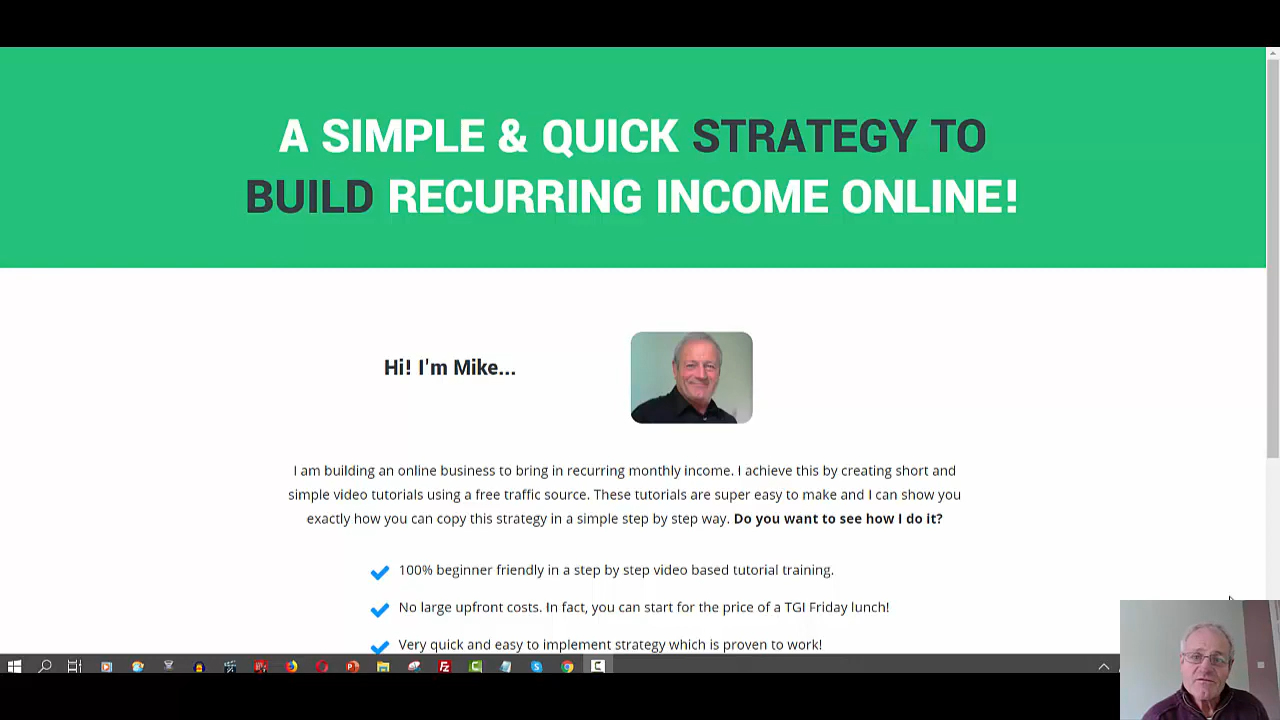 A SIMPLE & QUICK STRATEGY TO
BUILD RECURRING INCOME ONLINE!
Hi! I'm Mike...
I am building an online business to bring in recurring monthly income. I achieve this by creating short and
simple video tutorials using a free traffic source. These tutorials are super easy to make and I can show you
exactly how you can copy this strategy in a simple step by step way. Do you want to see how I do it?
100% beginner friendly in a step by step video based tutorial training.
No large upfront costs. In fact, you can start for the price of a TGI Friday lunch!
Very quick and easy to implement strategy which is proven to work!